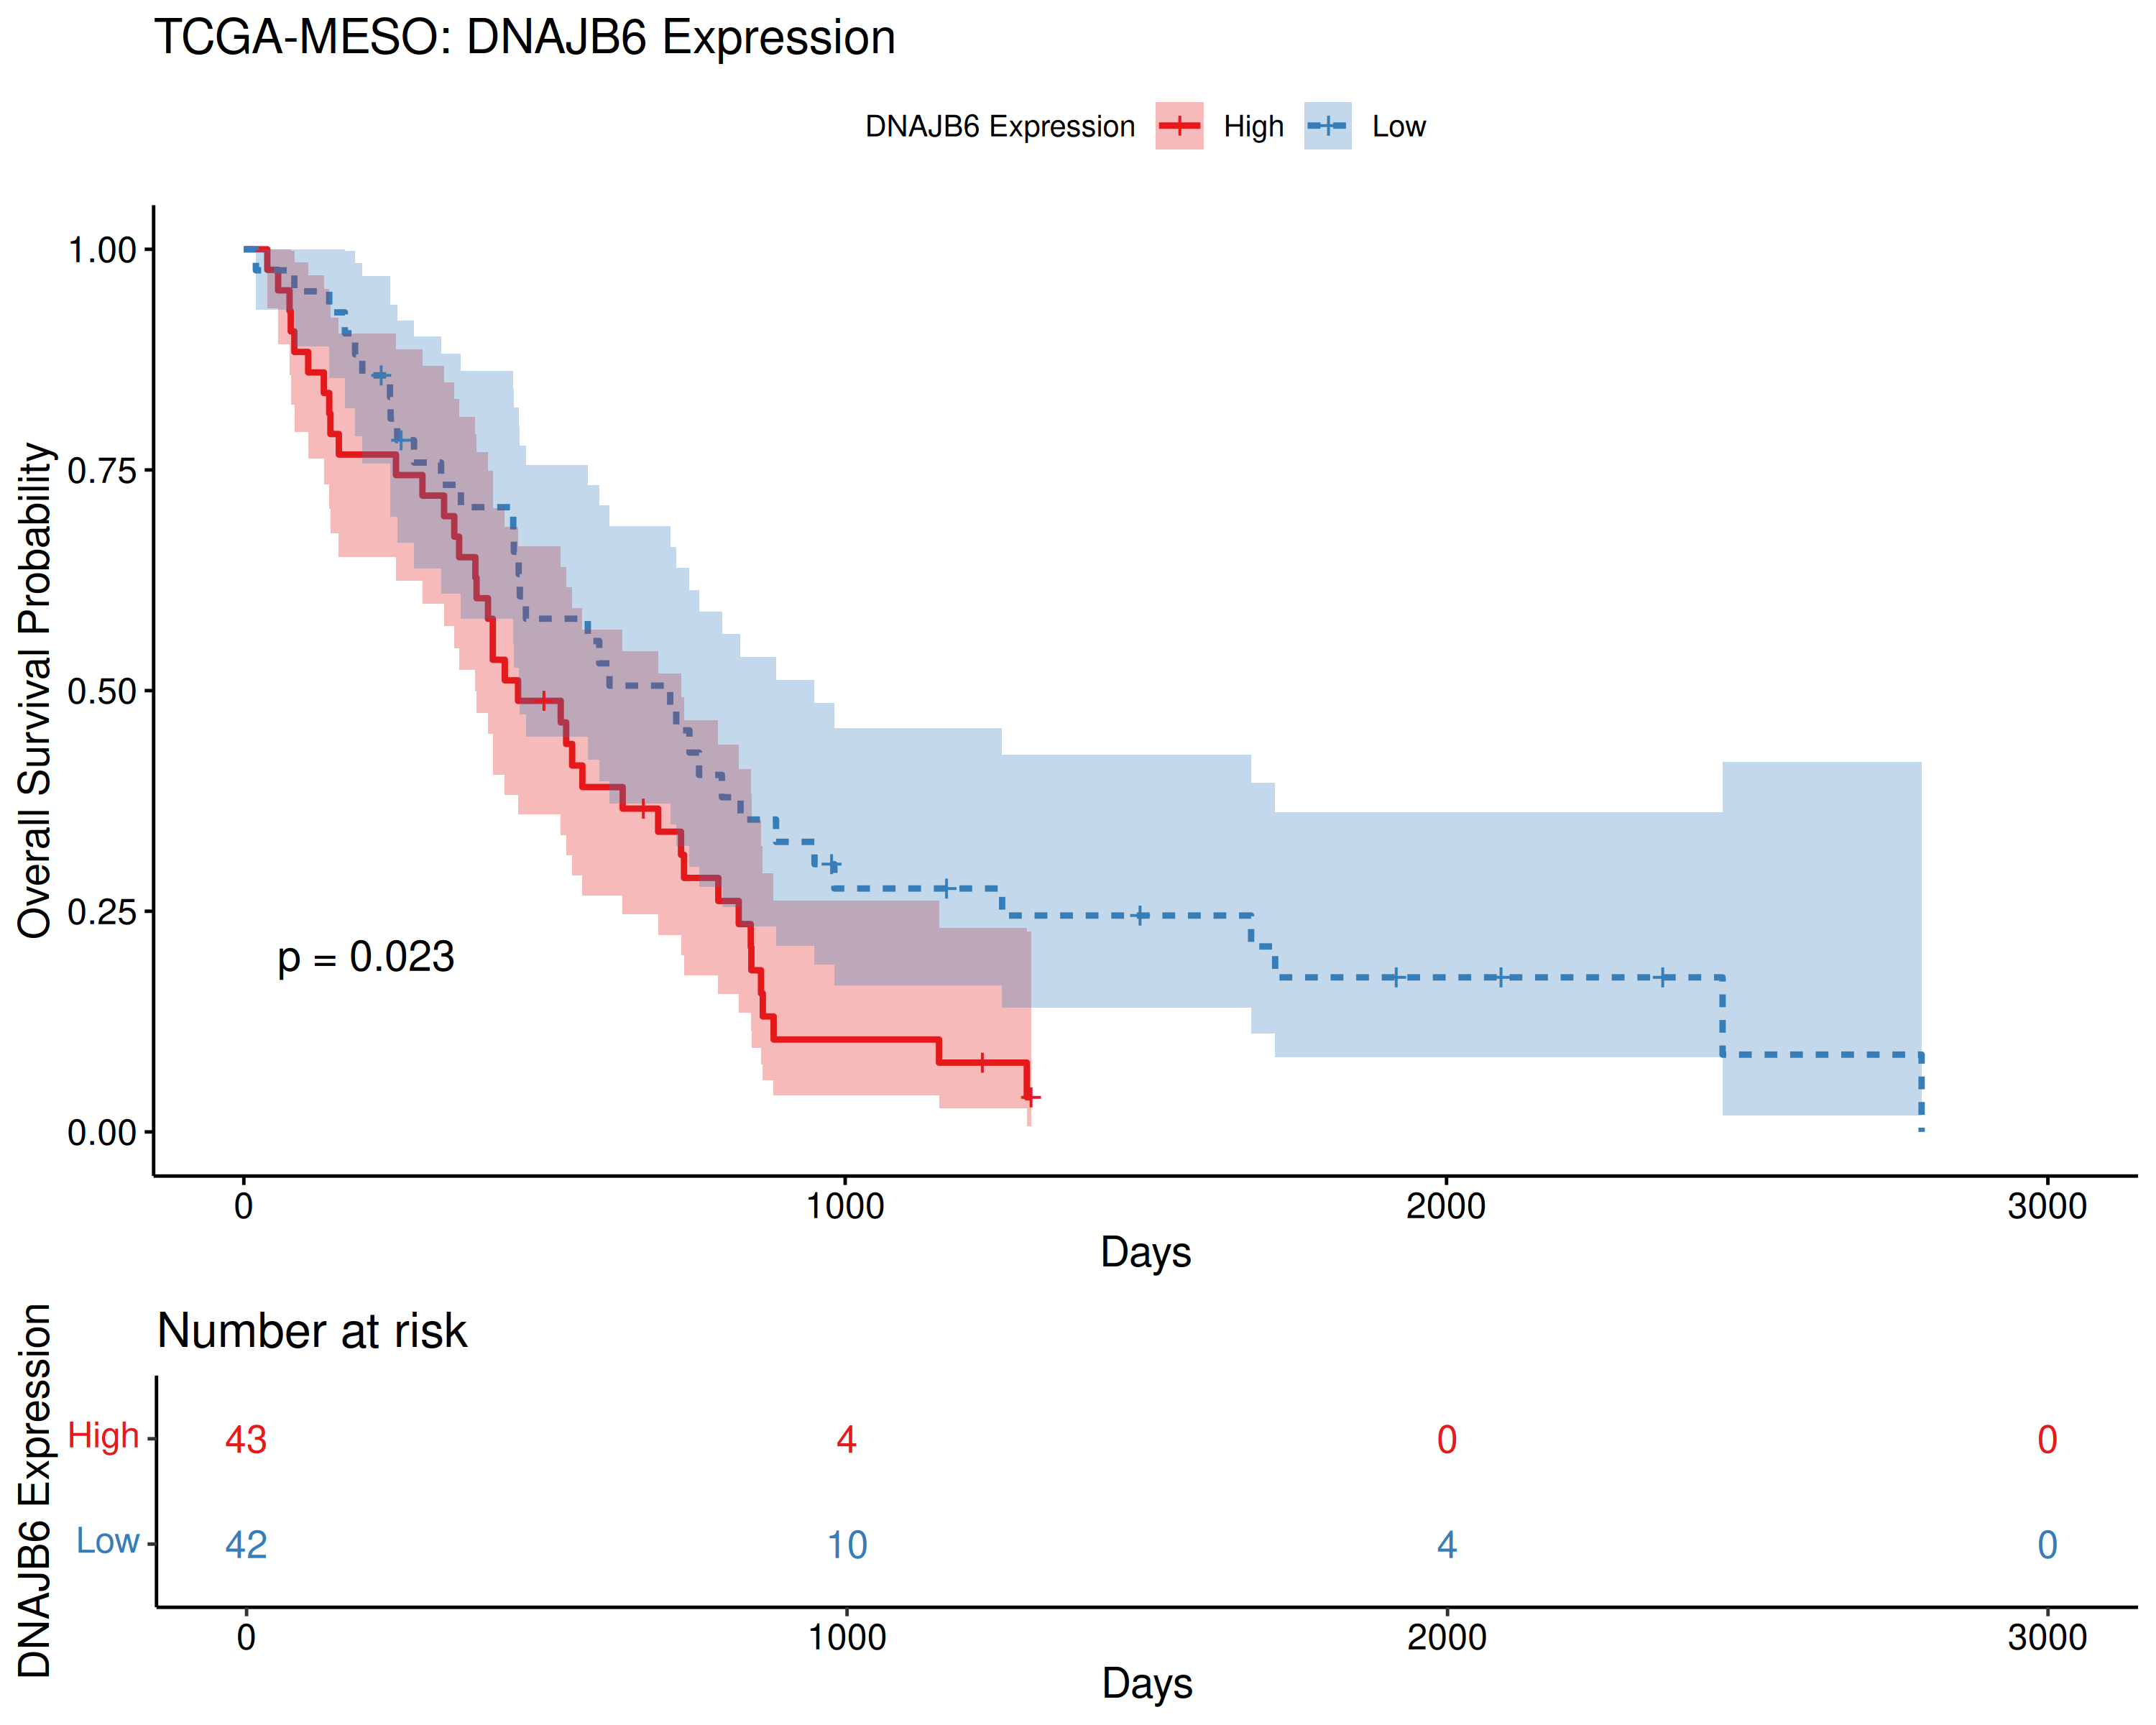 TCGA-MESO: DNAJB6 Expression
DNAJB6 Expression High Low
Overall Survival Probability
1.00
0.75
0.50
0.25
0.00
p = 0.023
0 1000 2000 3000
Days
Number at risk
DNAJB6 Expression
High 43 4 0 0
Low 42 10 4 0
0 1000 2000 3000
Days